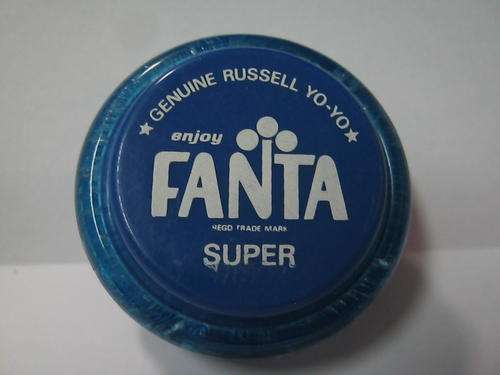 ★ GENUINE RUSSELL YO-YO ★
enjoy
FANTA
REGD TRADE MARK
SUPER